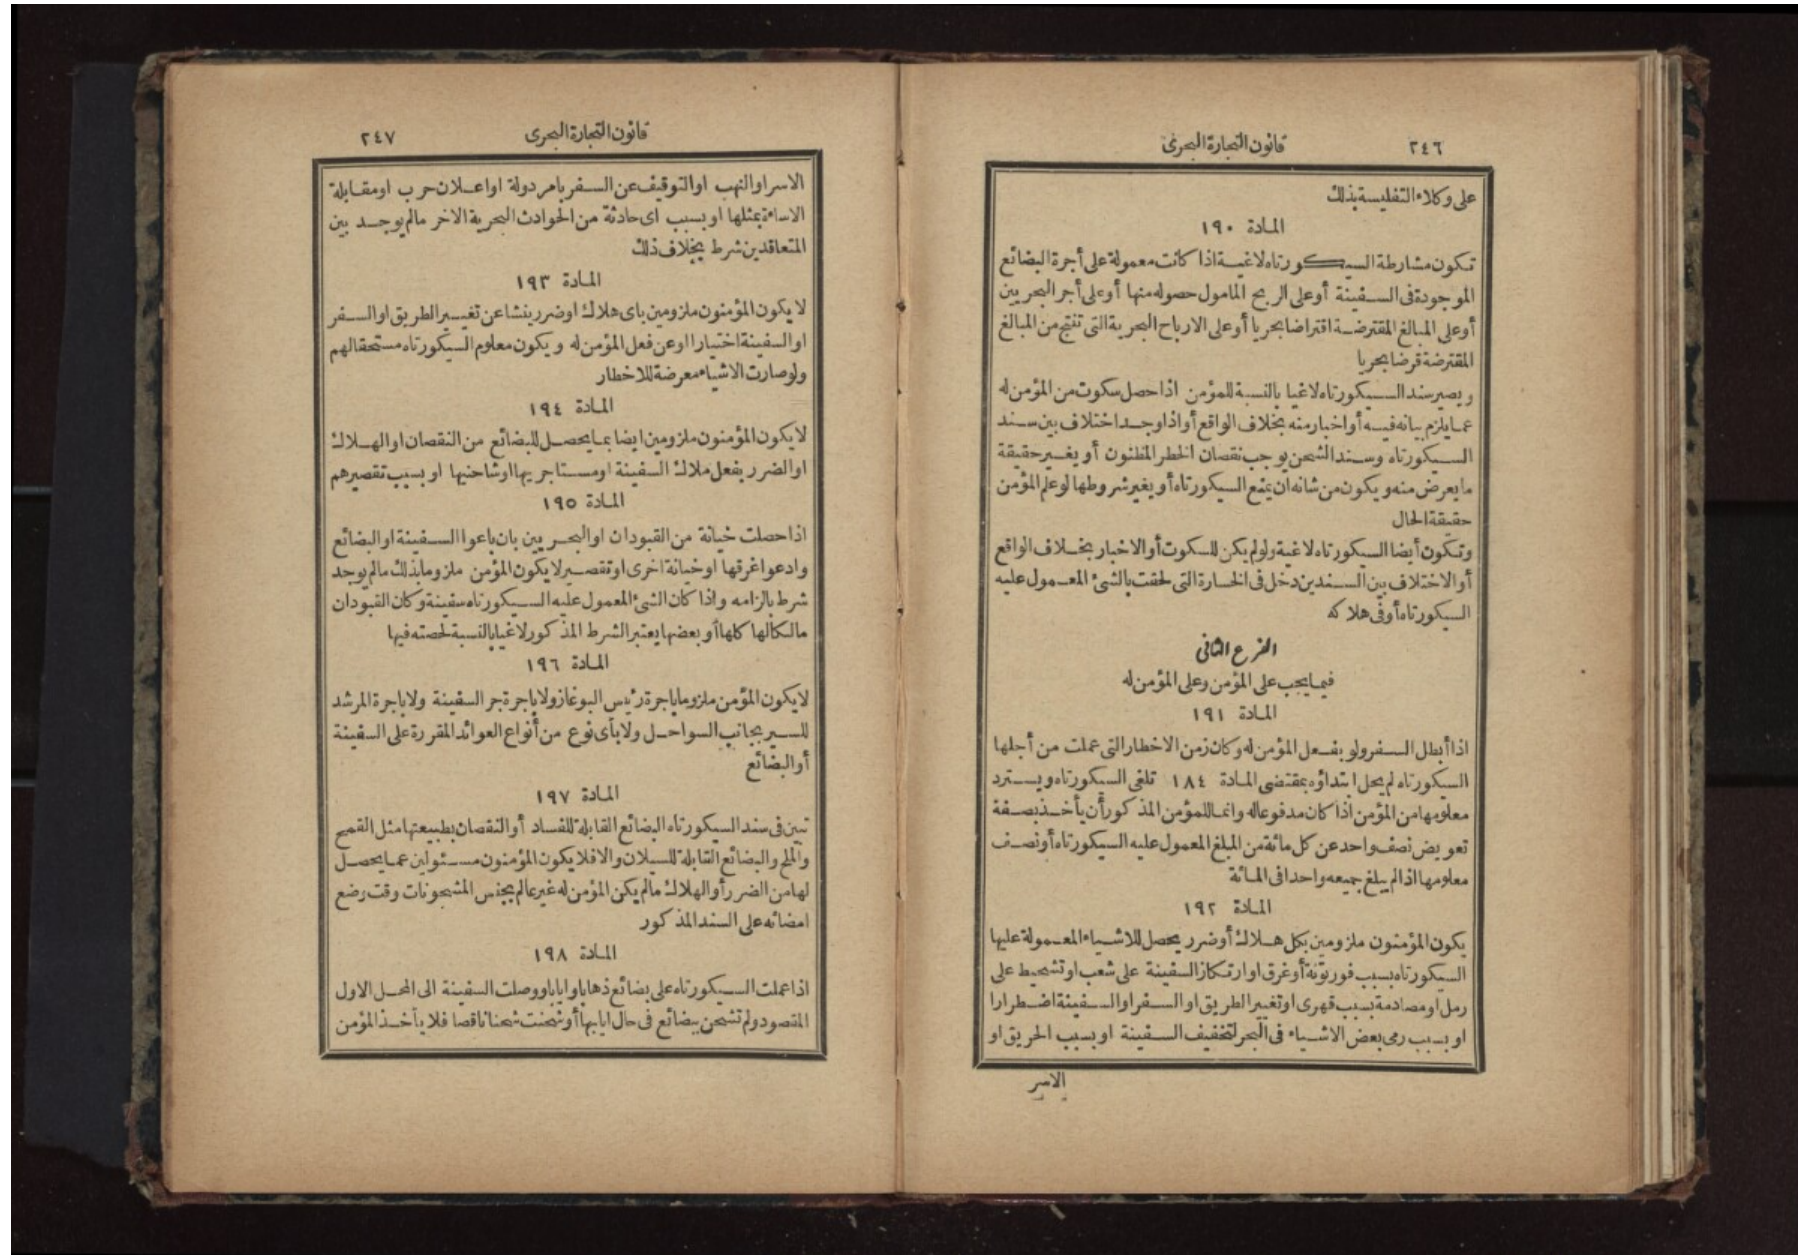 ٢٤٦
قانون التجارة البحرى
على وكلاء التفليسة بذلك
المادة ١٩٠
تكون مشارطة السيكورتاه لاغية اذا كانت معمولة على أجرة البضائع
الموجودة فى السفينة أو على الربح المامول حصوله منها أو على أجر البحريين
أو على المبالغ المقترضة اقتراضا بحريا أو على الارباح البحرية التى تنتج من المبالغ
المقترضة قرضا بحريا
ويصير سند السيكورتاه لاغيا بالنسبة للمؤمن اذا حصل سكوت من المؤمن له
عما يلزم بيانه فيه أو اخبار منه بخلاف الواقع أو اذا وجد اختلاف بين سند
السيكورتاه وسند الشحن يوجب نقصان الخطر المظنون أو يغير حقيقة
ما يعرض منه ويكون من شانه ان يمنع السيكورتاه أو يغير شروطها لو علم المؤمن
حقيقة الحال
وتكون أيضا السيكورتاه لاغية ولو لم يكن للسكوت أو الاخبار بخلاف الواقع
أو الاختلاف بين السندين دخل فى الخسارة التى لحقت بالشئ المعمول عليه
السيكورتاه أو فى هلاكه
الفرع الثانى
فيما يجب على المؤمن وعلى المؤمن له
المادة ١٩١
اذا أبطل السفر ولو بفعل المؤمن له وكان زمن الاخطار التى عملت من أجلها
السيكورتاه لم يحل ابتداؤه بمقتضى المادة ١٨٤ تلغى السيكورتاه ويسترد
معلومها من المؤمن اذا كان مدفوعا له وانما للمؤمن المذكور أن يأخذ بصفة
تعويض نصف واحد عن كل مائة من المبلغ المعمول عليه السيكورتاه أو نصف
معلومها اذا لم يبلغ جميعه واحدا فى المائة
المادة ١٩٢
يكون المؤمنون ملزومين بكل هلاك أو ضرر يحصل للاشياء المعمولة عليها
السيكورتاه بسبب فورتونة أو غرق او ارتكاز السفينة على شعب او تشحيط على
رمل او مصادمة بسبب قهرى او تغيير الطريق او السفر او السفينة اضطرارا
او بسبب رمى بعض الاشياء فى البحر لتخفيف السفينة او بسبب الحريق او
الاسر
قانون التجارة البحرى
٢٤٧
الاسر او النهب او التوقيف عن السفر بامر دولة او اعلان حرب او مقابلة
الاساءة بمثلها او بسبب اى حادثة من الحوادث البحرية الاخر مالم يوجد بين
المتعاقدين شرط بخلاف ذلك
المادة ١٩٣
لا يكون المؤمنون ملزومين باى هلاك او ضرر ينشا عن تغيير الطريق او السفر
او السفينة اختيارا او عن فعل المؤمن له ويكون معلوم السيكورتاه مستحقا لهم
ولو صارت الاشياء معرضة للاخطار
المادة ١٩٤
لا يكون المؤمنون ملزومين ايضا بما يحصل للبضائع من النقصان او الهلاك
او الضرر بفعل ملاك السفينة او مستاجريها او شاحنيها او بسبب تقصيرهم
المادة ١٩٥
اذا حصلت خيانة من القبودان او البحريين بان باعوا السفينة او البضائع
وادعوا غرقها او خيانة اخرى او تقصير لا يكون المؤمن ملزوما بذلك مالم يوجد
شرط بالزامه واذا كان الشئ المعمول عليه السيكورتاه سفينة وكان القبودان
مالكا لها كلها أو بعضها يعتبر الشرط المذكور لاغيا بالنسبة لحصته فيها
المادة ١٩٦
لا يكون المؤمن ملزوما باجرة رئيس البوغاز ولا باجرة جر السفينة ولا باجرة المرشد
للسير بجانب السواحل ولا بأى نوع من أنواع العوائد المقررة على السفينة
أو البضائع
المادة ١٩٧
تبين فى سند السيكورتاه البضائع القابلة للفساد أو النقصان بطبيعتها مثل القمح
والملح والبضائع القابلة للسيلان والا فلا يكون المؤمنون مسئولين عما يحصل
لها من الضرر أو الهلاك مالم يكن المؤمن له غير عالم بجنس المشحونات وقت وضع
امضائه على السند المذكور
المادة ١٩٨
اذا عملت السيكورتاه على بضائع ذهابا وايابا ووصلت السفينة الى المحل الاول
المقصود ولم تشحن ببضائع فى حال ايابها أو شحنت شحنا ناقصا فلا يأخذ المؤمن